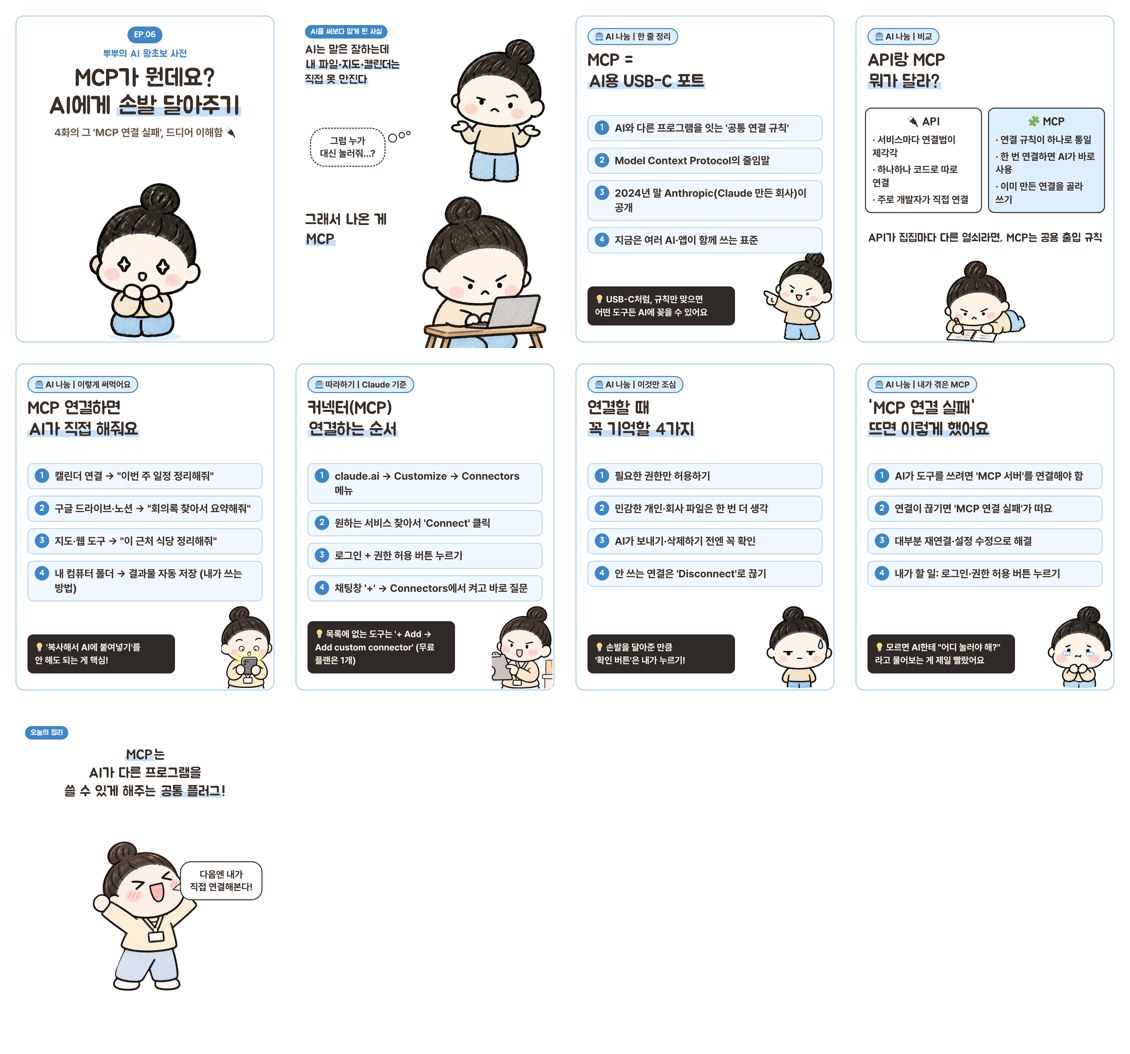 EP.06
뿌뿌의 AI 왕초보 사전
MCP가 뭔데요?
AI에게 손발 달아주기
4화의 그 'MCP 연결 실패', 드디어 이해함
AI를 써보다 알게 된 사실
AI는 말은 잘하는데
내 파일·지도·캘린더는
직접 못 만진다
그럼 누가
대신 눌러줘...?
그래서 나온 게
MCP
AI 나눔 | 한 줄 정리
MCP =
AI용 USB-C 포트
1 AI와 다른 프로그램을 잇는 '공통 연결 규칙'
2 Model Context Protocol의 줄임말
3 2024년 말 Anthropic(Claude 만든 회사)이
공개
4 지금은 여러 AI·앱이 함께 쓰는 표준
USB-C처럼, 규칙만 맞으면
어떤 도구든 AI에 꽂을 수 있어요
AI 나눔 | 비교
API랑 MCP
뭐가 달라?
API
· 서비스마다 연결법이
제각각
· 하나하나 코드로 따로
연결
· 주로 개발자가 직접 연결
MCP
· 연결 규칙이 하나로 통일
· 한 번 연결하면 AI가 바로
사용
· 이미 만든 연결을 골라
쓰기
API가 집집마다 다른 열쇠라면, MCP는 공용 출입 규칙
AI 나눔 | 이렇게 써먹어요
MCP 연결하면
AI가 직접 해줘요
1 캘린더 연결 → "이번 주 일정 정리해줘"
2 구글 드라이브·노션 → "회의록 찾아서 요약해줘"
3 지도·웹 도구 → "이 근처 식당 정리해줘"
4 내 컴퓨터 폴더 → 결과물 자동 저장 (내가 쓰는
방법)
'복사해서 AI에 붙여넣기'를
안 해도 되는 게 핵심!
따라하기 | Claude 기준
커넥터(MCP)
연결하는 순서
1 claude.ai → Customize → Connectors
메뉴
2 원하는 서비스 찾아서 'Connect' 클릭
3 로그인 + 권한 허용 버튼 누르기
4 채팅창 '+' → Connectors에서 켜고 바로 질문
목록에 없는 도구는 '+ Add →
Add custom connector' (무료
플랜은 1개)
AI 나눔 | 이것만 조심
연결할 때
꼭 기억할 4가지
1 필요한 권한만 허용하기
2 민감한 개인·회사 파일은 한 번 더 생각
3 AI가 보내기·삭제하기 전엔 꼭 확인
4 안 쓰는 연결은 'Disconnect'로 끊기
손발을 달아준 만큼
'확인 버튼'은 내가 누르기!
AI 나눔 | 내가 겪은 MCP
'MCP 연결 실패'
뜨면 이렇게 했어요
1 AI가 도구를 쓰려면 'MCP 서버'를 연결해야 함
2 연결이 끊기면 'MCP 연결 실패'가 떠요
3 대부분 재연결·설정 수정으로 해결
4 내가 할 일: 로그인·권한 허용 버튼 누르기
모르면 AI한테 "어디 눌러야 해?"
라고 물어보는 게 제일 빨랐어요
오늘의 정리
MCP는
AI가 다른 프로그램을
쓸 수 있게 해주는 공통 플러그!
다음엔 내가
직접 연결해본다!